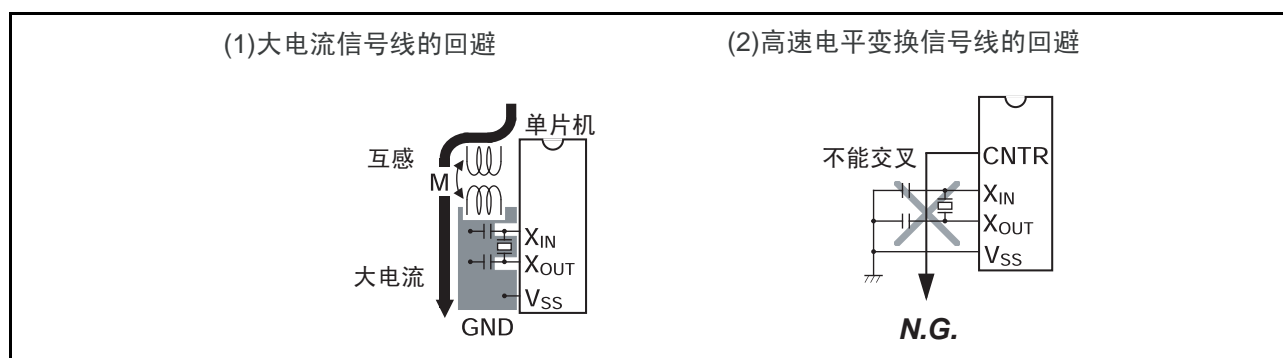 (1)大电流信号线的回避
单片机
互感
M
XIN
XOUT
大电流
VSS
GND
(2)高速电平变换信号线的回避
不能交叉
CNTR
XIN
XOUT
VSS
N.G.